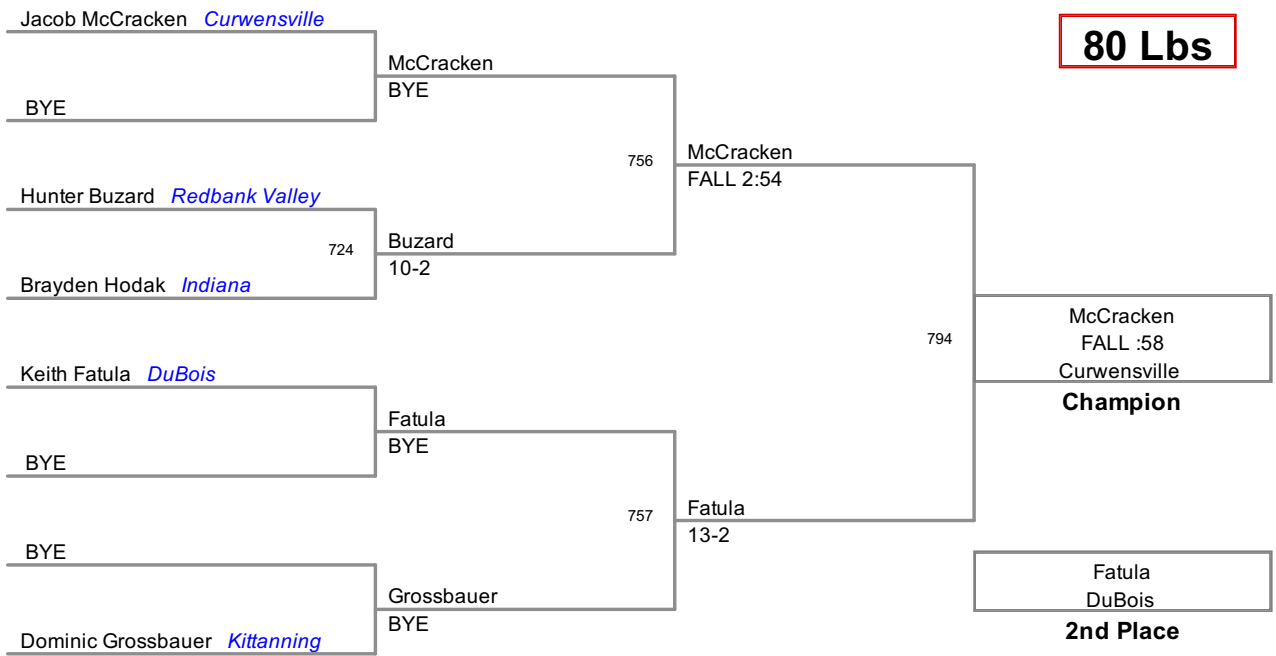 Jacob McCracken Curwensville
80 Lbs
McCracken
BYE
BYE
756
McCracken
FALL 2:54
Hunter Buzard Redbank Valley
724
Buzard
10-2
Brayden Hodak Indiana
794
McCracken
FALL :58
Curwensville
Champion
Keith Fatula DuBois
Fatula
BYE
BYE
757
Fatula
13-2
BYE
Grossbauer
BYE
Dominic Grossbauer Kittanning
Fatula
DuBois
2nd Place